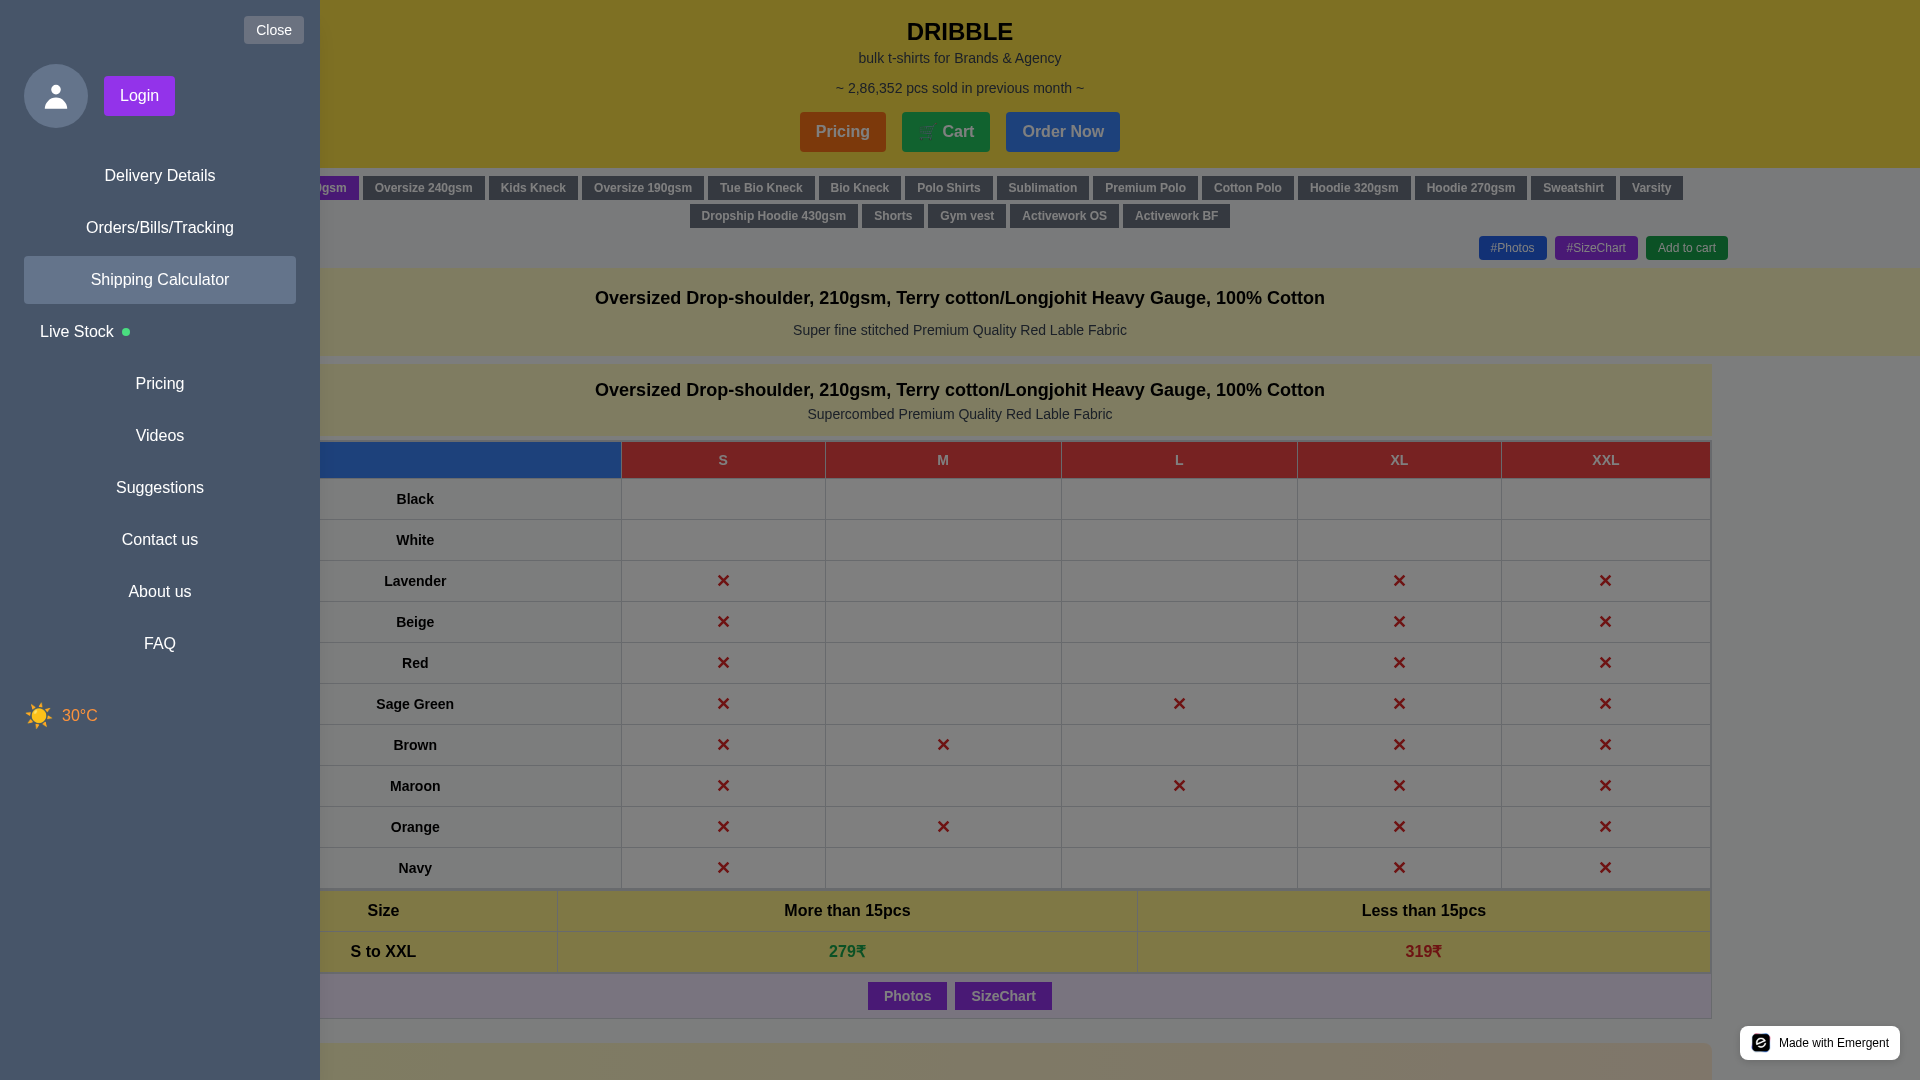 Close
Login
Delivery Details
Orders/Bills/Tracking
Shipping Calculator
Live Stock
Pricing
Videos
Suggestions
Contact us
About us
FAQ
30°C
DRIBBLE
bulk t-shirts for Brands & Agency
~ 2,86,352 pcs sold in previous month ~
Pricing Cart Order Now
gsm Oversize 240gsm Kids Kneck Oversize 190gsm Tue Bio Kneck Bio Kneck Polo Shirts Sublimation Premium Polo Cotton Polo Hoodie 320gsm Hoodie 270gsm Sweatshirt Varsity
Dropship Hoodie 430gsm Shorts Gym vest Activework OS Activework BF
#Photos #SizeChart Add to cart
Oversized Drop-shoulder, 210gsm, Terry cotton/Longjohit Heavy Gauge, 100% Cotton
Super fine stitched Premium Quality Red Lable Fabric
Oversized Drop-shoulder, 210gsm, Terry cotton/Longjohit Heavy Gauge, 100% Cotton
Supercombed Premium Quality Red Lable Fabric
S M L XL XXL
Black
White
Lavender ✕ ✕ ✕
Beige ✕ ✕ ✕
Red ✕ ✕ ✕
Sage Green ✕ ✕ ✕ ✕
Brown ✕ ✕ ✕ ✕
Maroon ✕ ✕ ✕ ✕
Orange ✕ ✕ ✕ ✕
Navy ✕ ✕ ✕
Size More than 15pcs Less than 15pcs
S to XXL 279₹ 319₹
Photos SizeChart
Made with Emergent